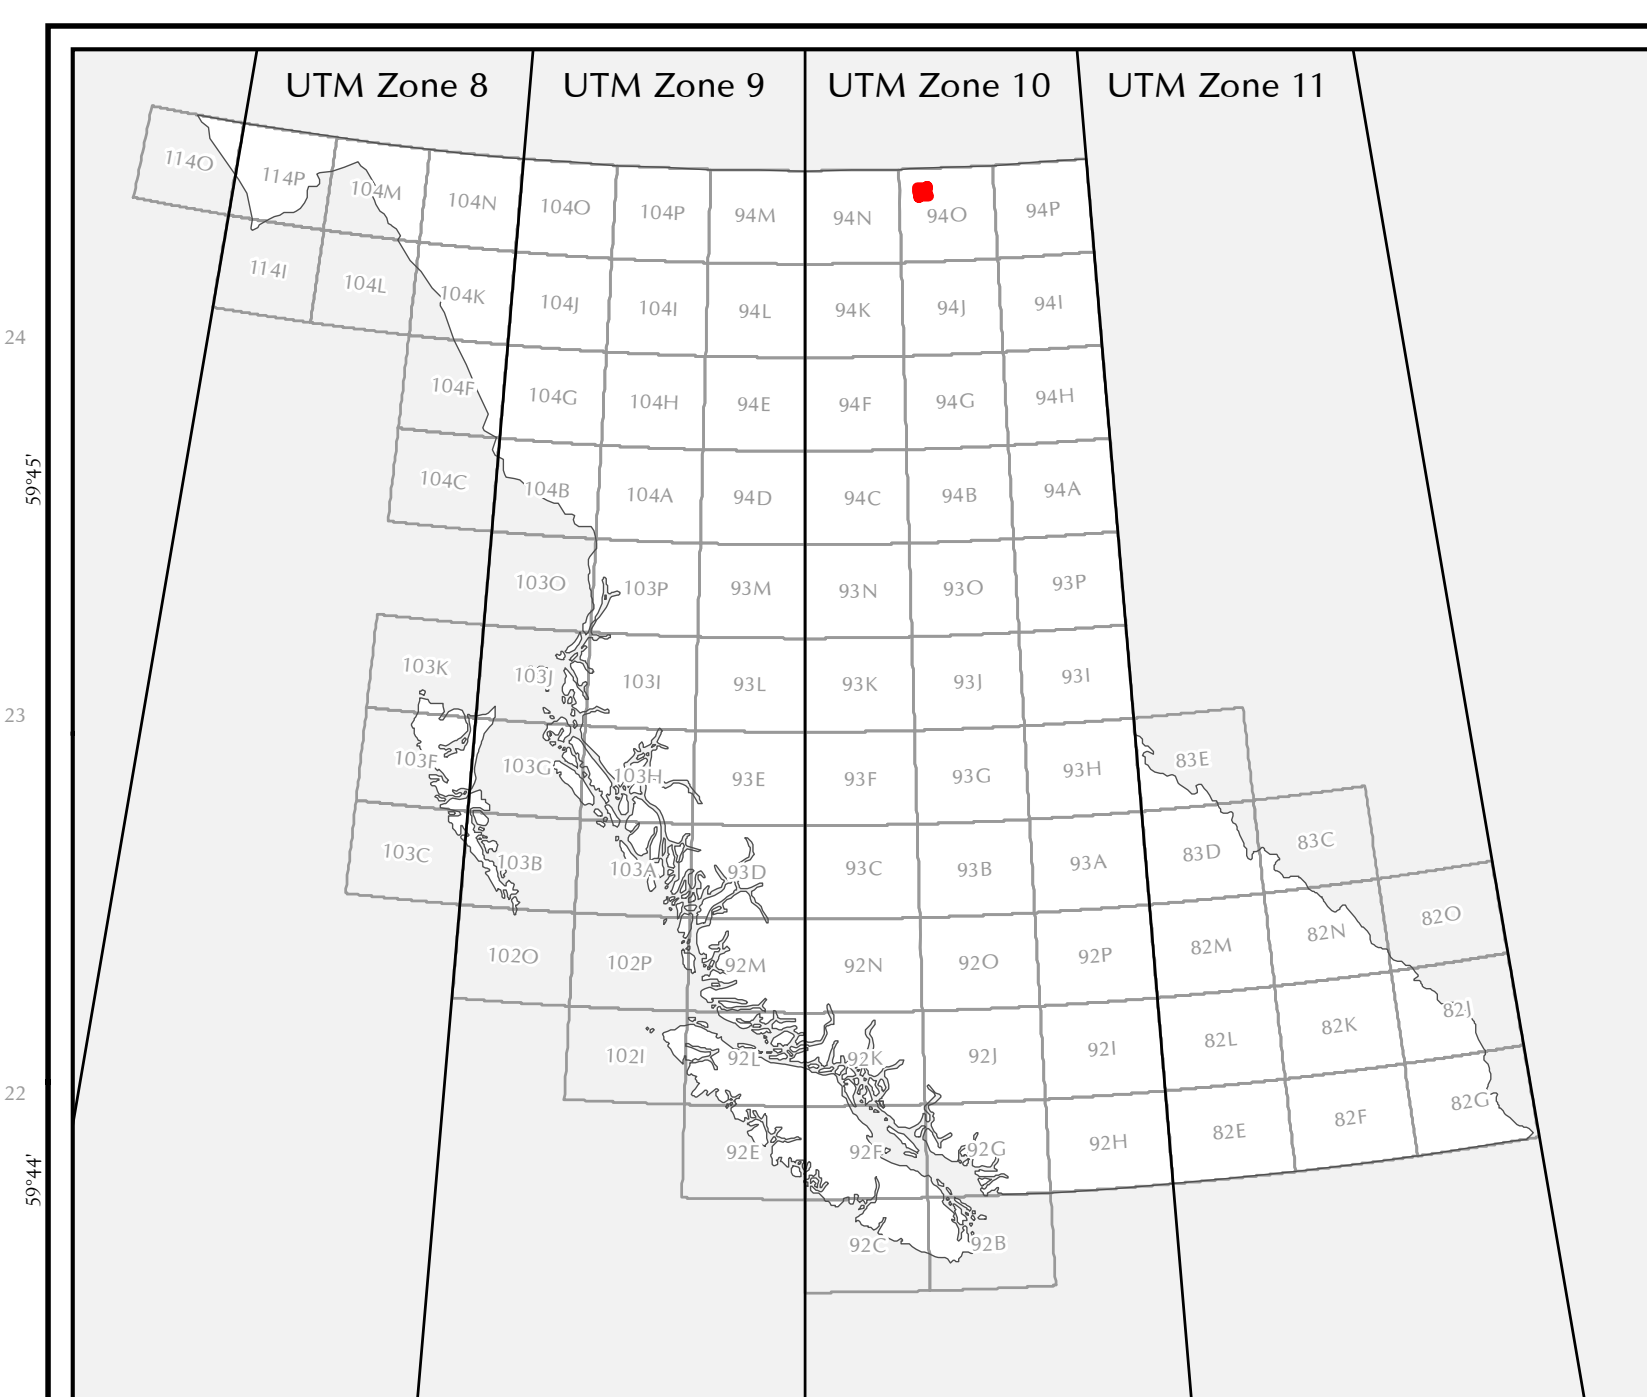 UTM Zone 8 UTM Zone 9 UTM Zone 10 UTM Zone 11
114O 114P 104M 104N 104O 104P 94M 94N 94O 94P
114I 104L 104K 104J 104I 94L 94K 94J 94I
24
104F 104G 104H 94E 94F 94G 94H
59°45'
104C 104B 104A 94D 94C 94B 94A
103O 103P 93M 93N 93O 93P
103K 103J 103I 93L 93K 93J 93I
23
103F 103G 103H 93E 93F 93G 93H 83E
103C 103B 103A 93D 93C 93B 93A 83D 83C
102O 102P 92M 92N 92O 92P 82M 82N 82O
102I 92L 92K 92J 92I 82L 82K 82J
22
92E 92F 92G 92H 82E 82F 82G
59°44'
92C 92B